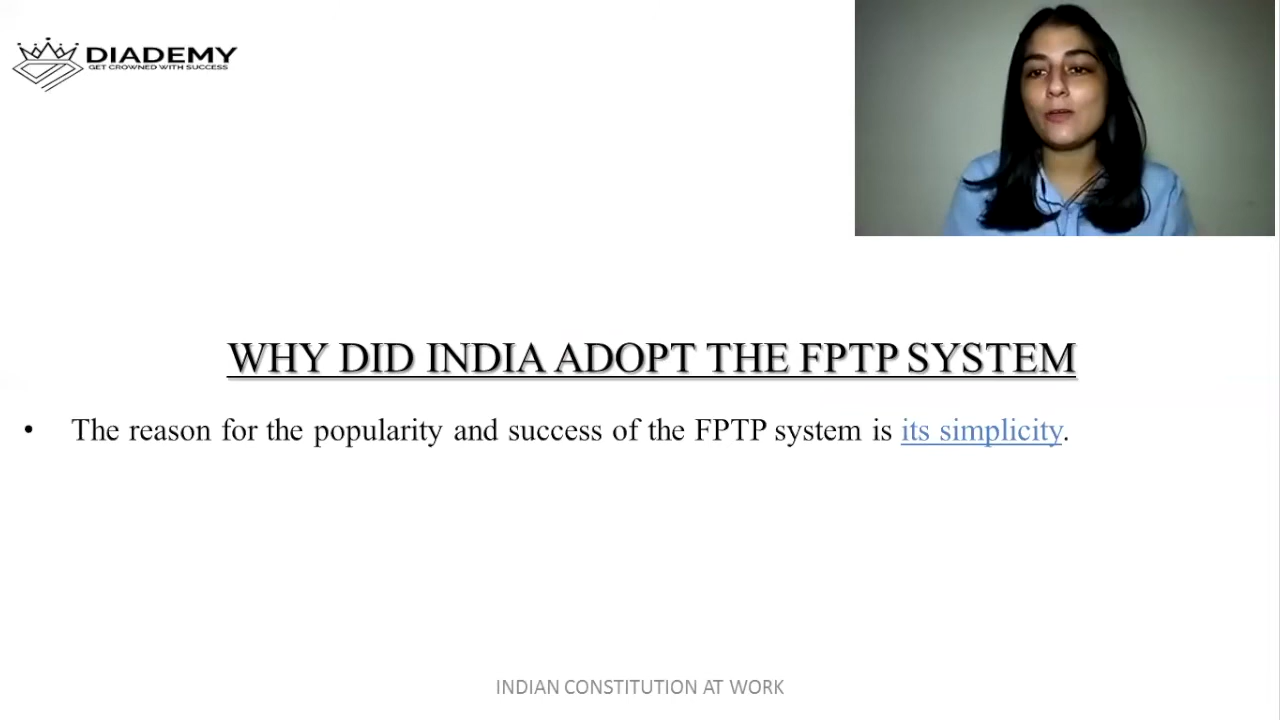 DIADEMY
GET CROWNED WITH SUCCESS
WHY DID INDIA ADOPT THE FPTP SYSTEM
• The reason for the popularity and success of the FPTP system is its simplicity.
INDIAN CONSTITUTION AT WORK